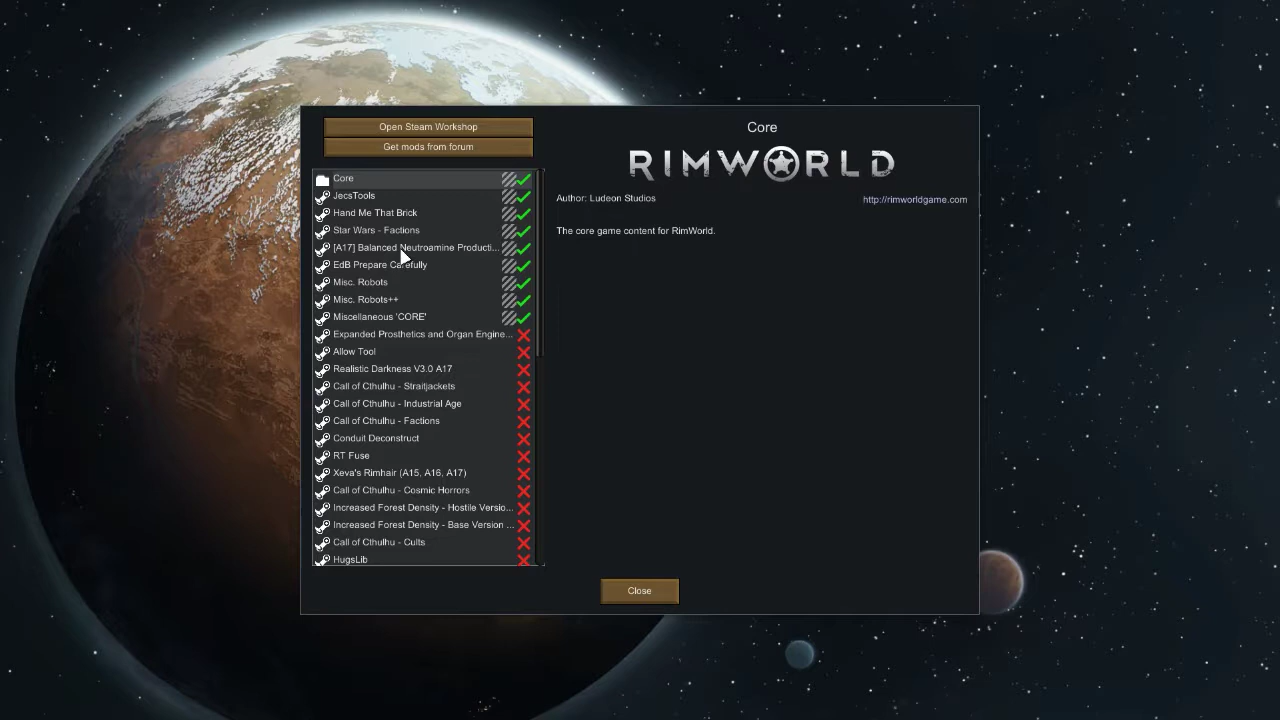 Open Steam Workshop
Get mods from forum
Core
JecsTools
Hand Me That Brick
Star Wars - Factions
[A17] Balanced Neutroamine Producti...
EdB Prepare Carefully
Misc. Robots
Misc. Robots++
Miscellaneous 'CORE'
Expanded Prosthetics and Organ Engine...
Allow Tool
Realistic Darkness V3.0 A17
Call of Cthulhu - Straitjackets
Call of Cthulhu - Industrial Age
Call of Cthulhu - Factions
Conduit Deconstruct
RT Fuse
Xeva's Rimhair (A15, A16, A17)
Call of Cthulhu - Cosmic Horrors
Increased Forest Density - Hostile Versio...
Increased Forest Density - Base Version ...
Call of Cthulhu - Cults
HugsLib
Core
RIMWORLD
Author: Ludeon Studios
http://rimworldgame.com
The core game content for RimWorld.
Close